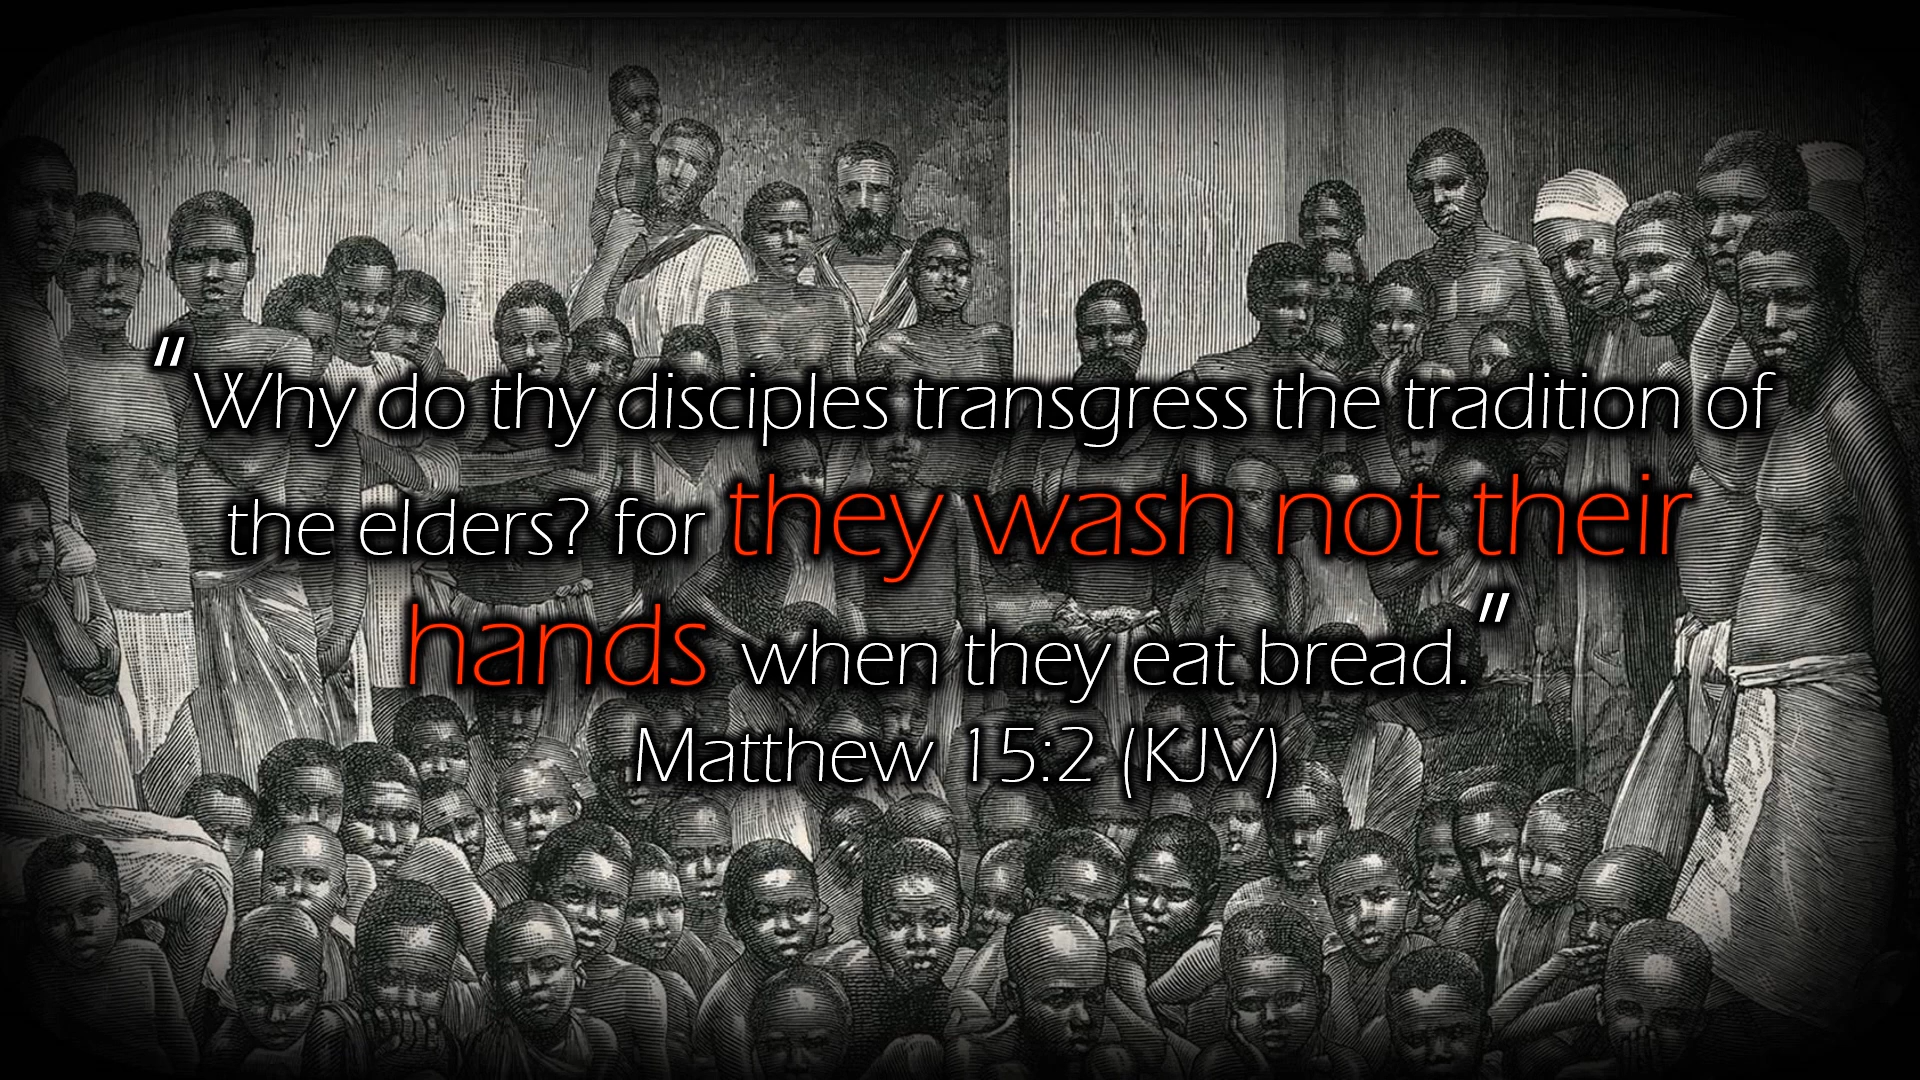 "Why do thy disciples transgress the tradition of
the elders? for they wash not their
hands when they eat bread."
Matthew 15:2 (KJV)